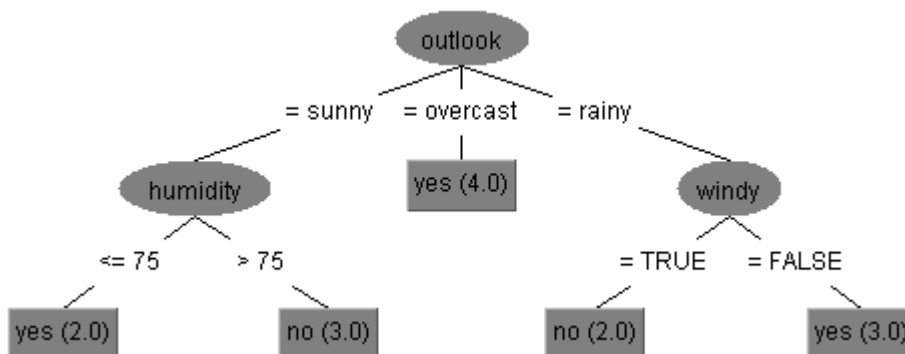 outlook
= sunny = overcast = rainy
humidity yes (4.0) windy
<= 75 > 75 = TRUE = FALSE
yes (2.0) no (3.0) no (2.0) yes (3.0)